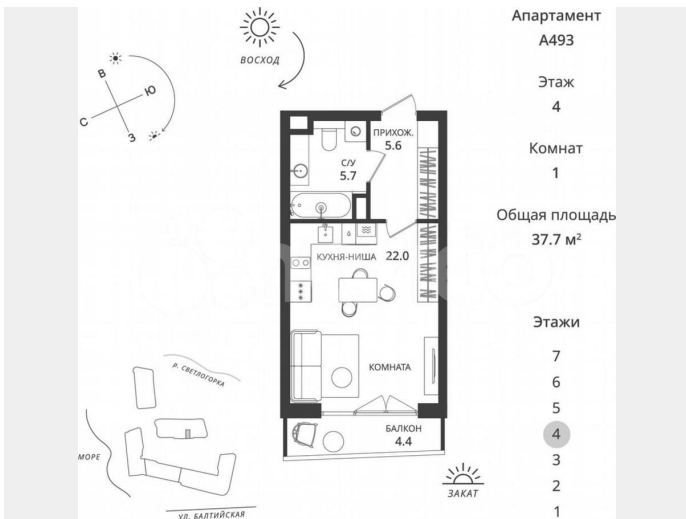 Апартамент
А493
Этаж
4
Комнат
1
Общая площадь
37.7 м²
Этажи
7
6
5
4
3
2
1
ВОСХОД
В
Ю
С
З
ПРИХОЖ.
5.6
С/У
5.7
КУХНЯ-НИША 22.0
КОМНАТА
БАЛКОН
4.4
ЗАКАТ
р. СВЕТЛОГОРКА
МОРЕ
УЛ. БАЛТИЙСКАЯ